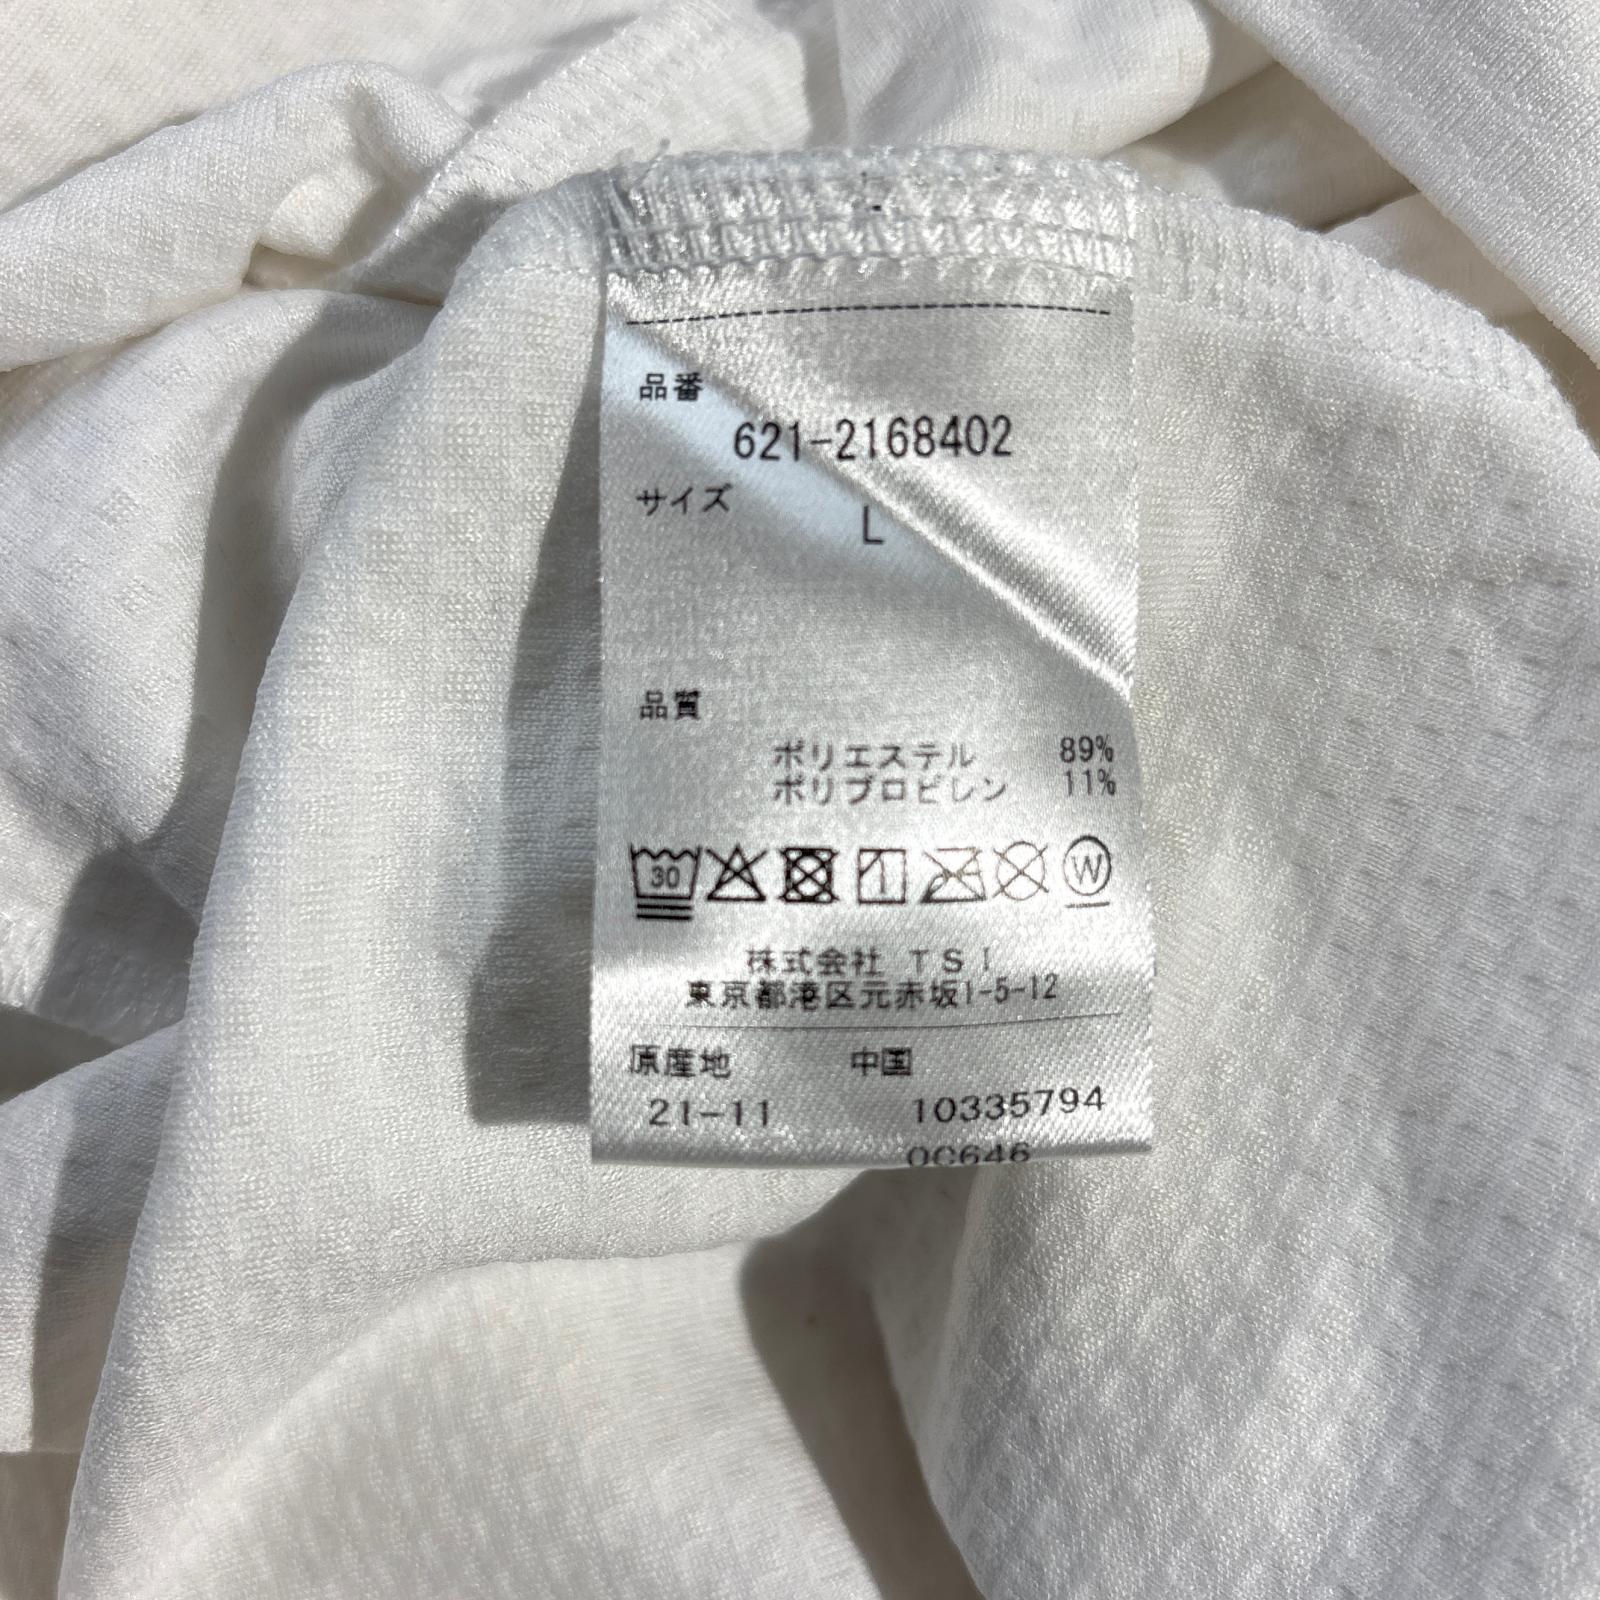 品番
621-2168402
サイズ
L
品質
ポリエステル 89%
ポリプロピレン 11%
30 W
株式会社 TSI
東京都港区元赤坂1-5-12
原産地 中国
21-11 10335794
0C646